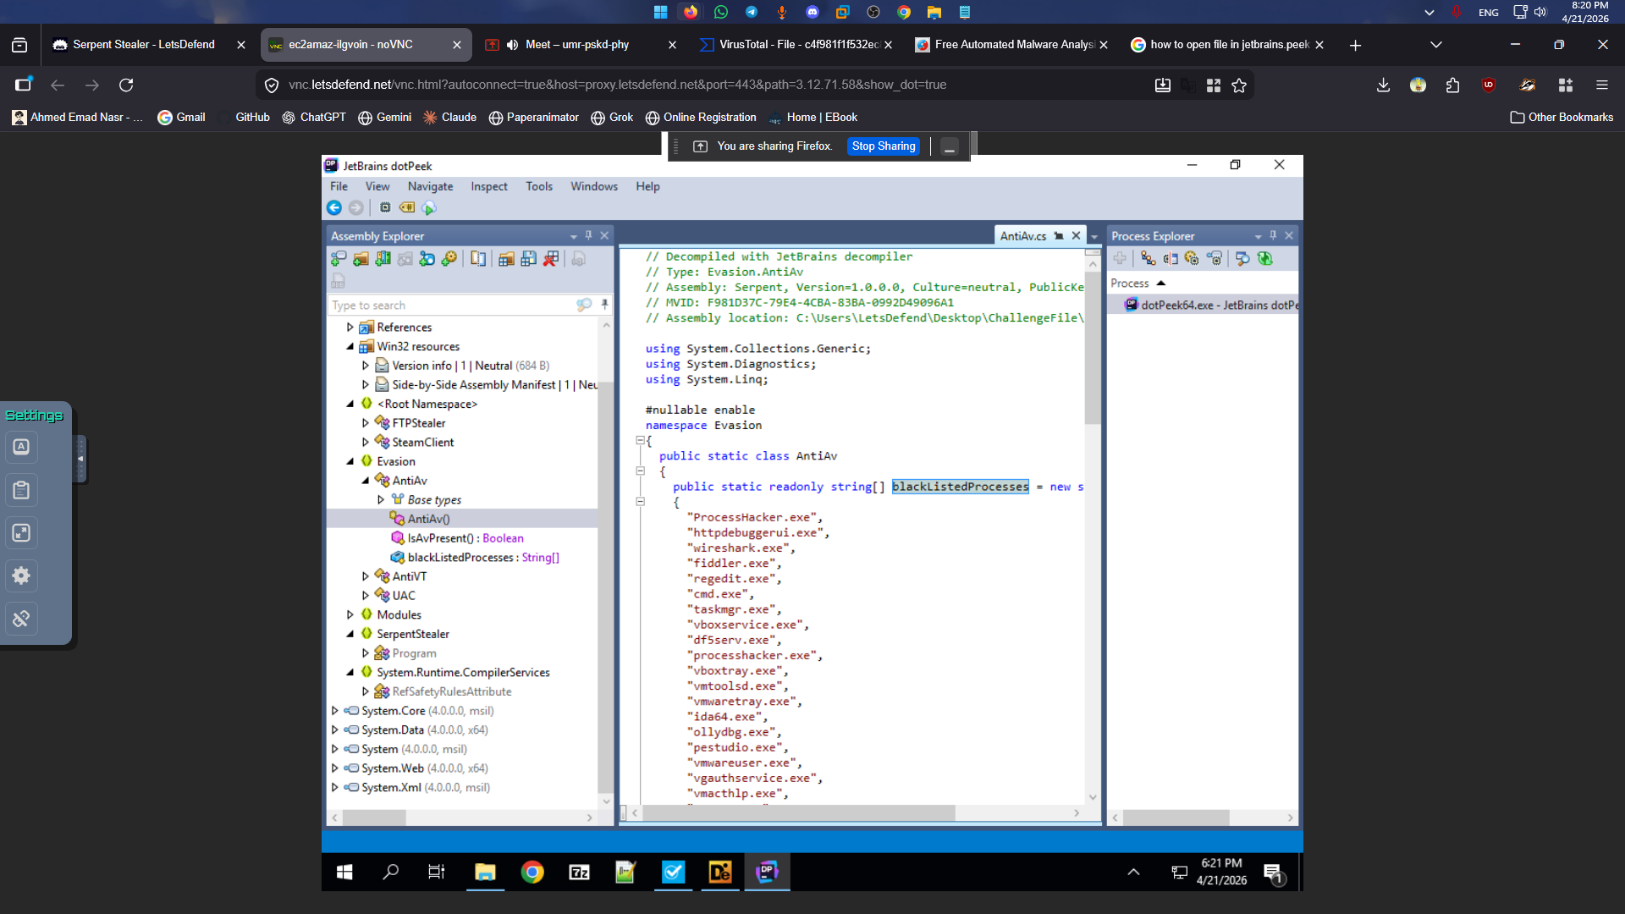 8:20 PM
ENG
4/21/2026
Serpent Stealer - LetsDefend
ec2amaz-ilgvoin - noVNC
Meet – umr-pskd-phy
VirusTotal - File - c4f981f1f532ec
Free Automated Malware Analysi
how to open file in jetbrains.peek
vnc.letsdefend.net/vnc.html?autoconnect=true&host=proxy.letsdefend.net&port=443&path=3.12.71.58&show_dot=true
Ahmed Emad Nasr - ...
Gmail
GitHub
ChatGPT
Gemini
Claude
Paperanimator
Grok
Online Registration
Home | EBook
Other Bookmarks
You are sharing Firefox.
Stop Sharing
JetBrains dotPeek
File
View
Navigate
Inspect
Tools
Windows
Help
Assembly Explorer
Type to search
References
Win32 resources
Version info | 1 | Neutral (684 B)
Side-by-Side Assembly Manifest | 1 | Neu
<Root Namespace>
FTPStealer
SteamClient
Evasion
AntiAv
Base types
AntiAv()
IsAvPresent() : Boolean
blackListedProcesses : String[]
AntiVT
UAC
Modules
SerpentStealer
Program
System.Runtime.CompilerServices
RefSafetyRulesAttribute
System.Core (4.0.0.0, msil)
System.Data (4.0.0.0, x64)
System (4.0.0.0, msil)
System.Web (4.0.0.0, x64)
System.Xml (4.0.0.0, msil)
AntiAv.cs
// Decompiled with JetBrains decompiler
// Type: Evasion.AntiAv
// Assembly: Serpent, Version=1.0.0.0, Culture=neutral, PublicKe
// MVID: F981D37C-79E4-4CBA-83BA-0992D49096A1
// Assembly location: C:\Users\LetsDefend\Desktop\ChallengeFile\
using System.Collections.Generic;
using System.Diagnostics;
using System.Linq;
#nullable enable
namespace Evasion
{
public static class AntiAv
{
public static readonly string[] blackListedProcesses = new s
{
"ProcessHacker.exe",
"httpdebuggerui.exe",
"wireshark.exe",
"fiddler.exe",
"regedit.exe",
"cmd.exe",
"taskmgr.exe",
"vboxservice.exe",
"df5serv.exe",
"processhacker.exe",
"vboxtray.exe",
"vmtoolsd.exe",
"vmwaretray.exe",
"ida64.exe",
"ollydbg.exe",
"pestudio.exe",
"vmwareuser.exe",
"vgauthservice.exe",
"vmacthlp.exe",
Process Explorer
Process
dotPeek64.exe - JetBrains dotPe
Settings
6:21 PM
4/21/2026
1